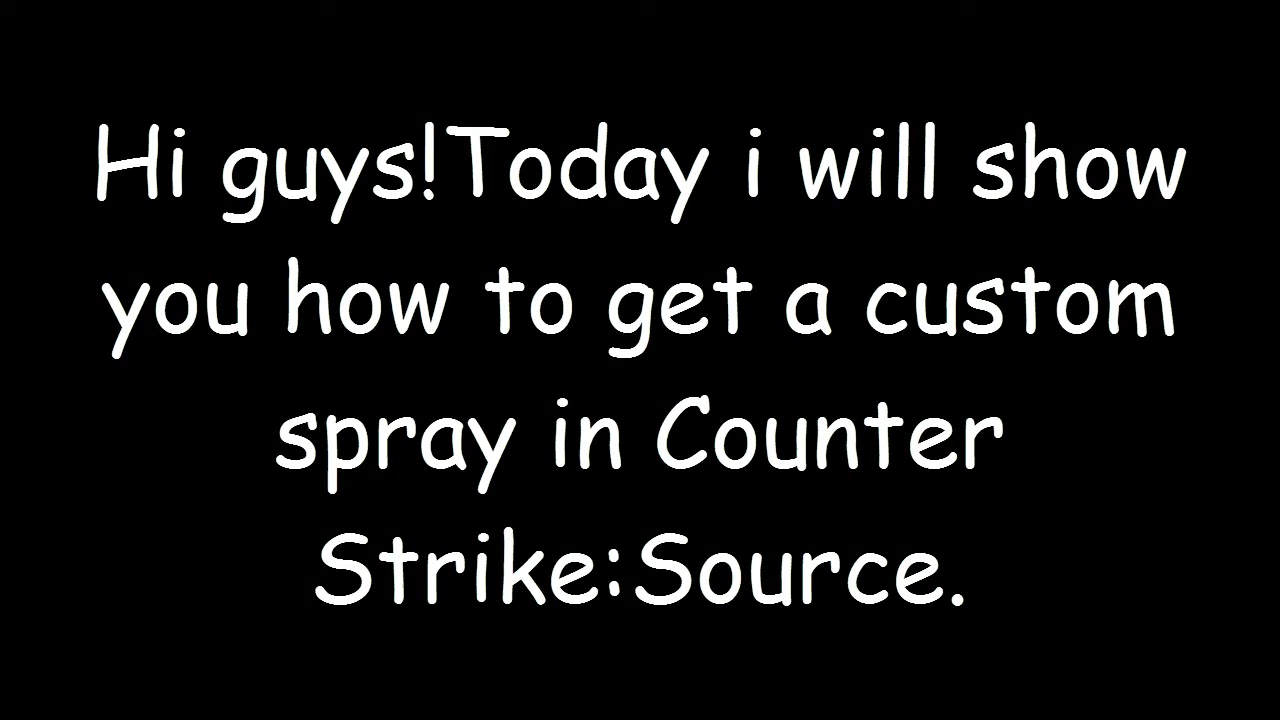 Hi guys!Today i will show
you how to get a custom
spray in Counter
Strike:Source.